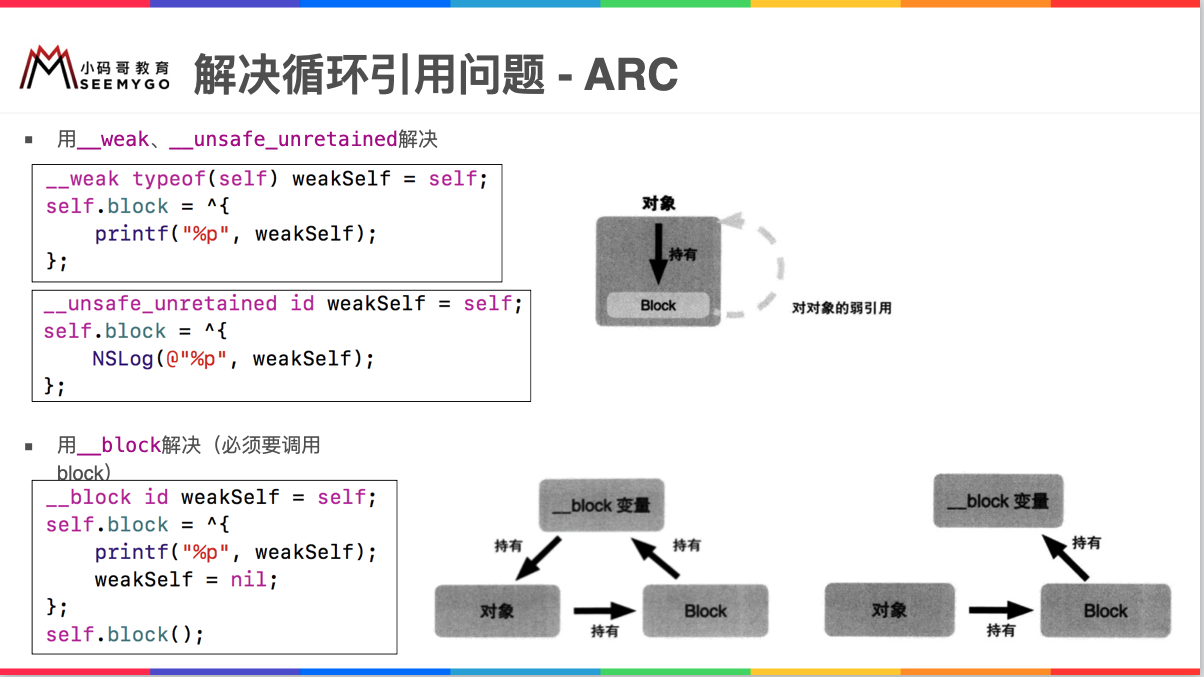 小码哥教育
SEEMYGO
解决循环引用问题 - ARC
用__weak、__unsafe_unretained解决
__weak typeof(self) weakSelf = self;
self.block = ^{
    printf("%p", weakSelf);
};
__unsafe_unretained id weakSelf = self;
self.block = ^{
    NSLog(@"%p", weakSelf);
};
对象
持有
Block
对对象的弱引用
用__block解决（必须要调用
block）
__block id weakSelf = self;
self.block = ^{
    printf("%p", weakSelf);
    weakSelf = nil;
};
self.block();
__block 变量
持有
持有
对象
持有
Block
__block 变量
持有
对象
持有
Block